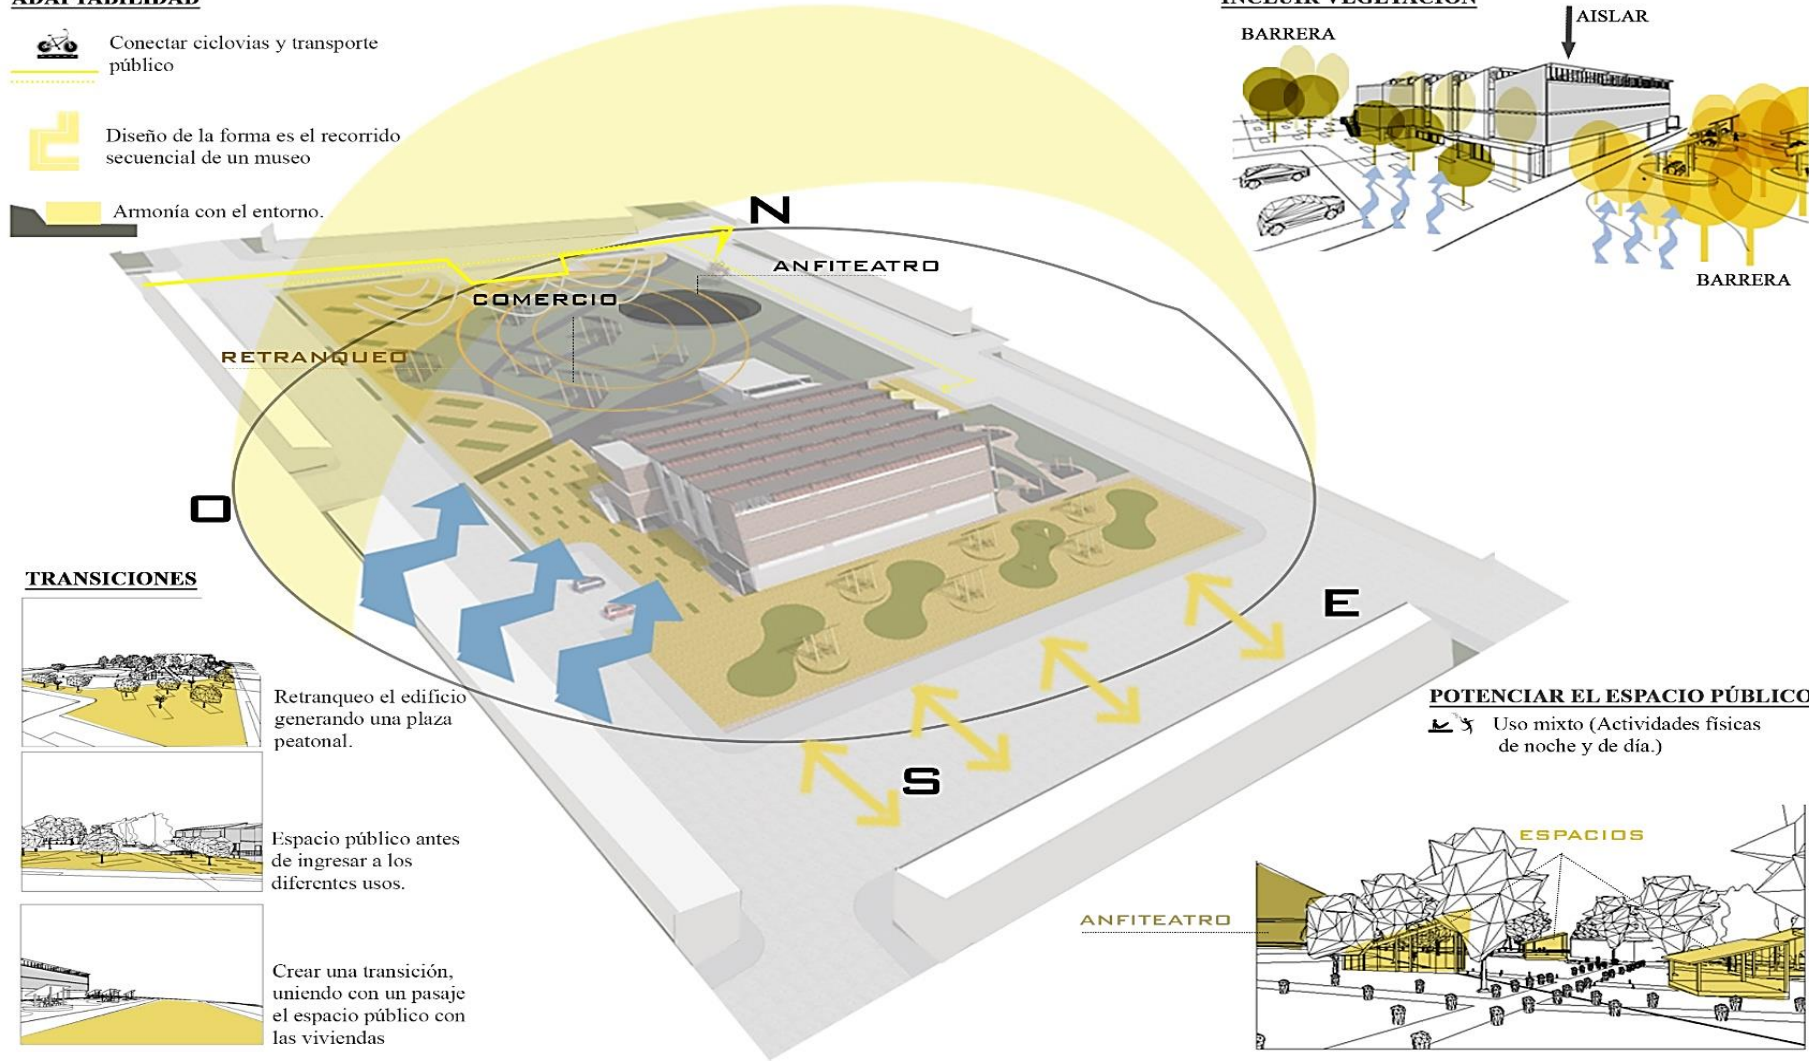 ADAPTABILIDAD
Conectar ciclovias y transporte
público
Diseño de la forma es el recorrido
secuencial de un museo
Armonía con el entorno.
INCLUIR VEGETACIÓN
AISLAR
BARRERA
BARRERA
N
ANFITEATRO
COMERCIO
RETRANQUEO
O
E
S
TRANSICIONES
Retranqueo el edificio
generando una plaza
peatonal.
Espacio público antes
de ingresar a los
diferentes usos.
Crear una transición,
uniendo con un pasaje
el espacio público con
las viviendas
POTENCIAR EL ESPACIO PÚBLICO
Uso mixto (Actividades físicas
de noche y de día.)
ESPACIOS
ANFITEATRO